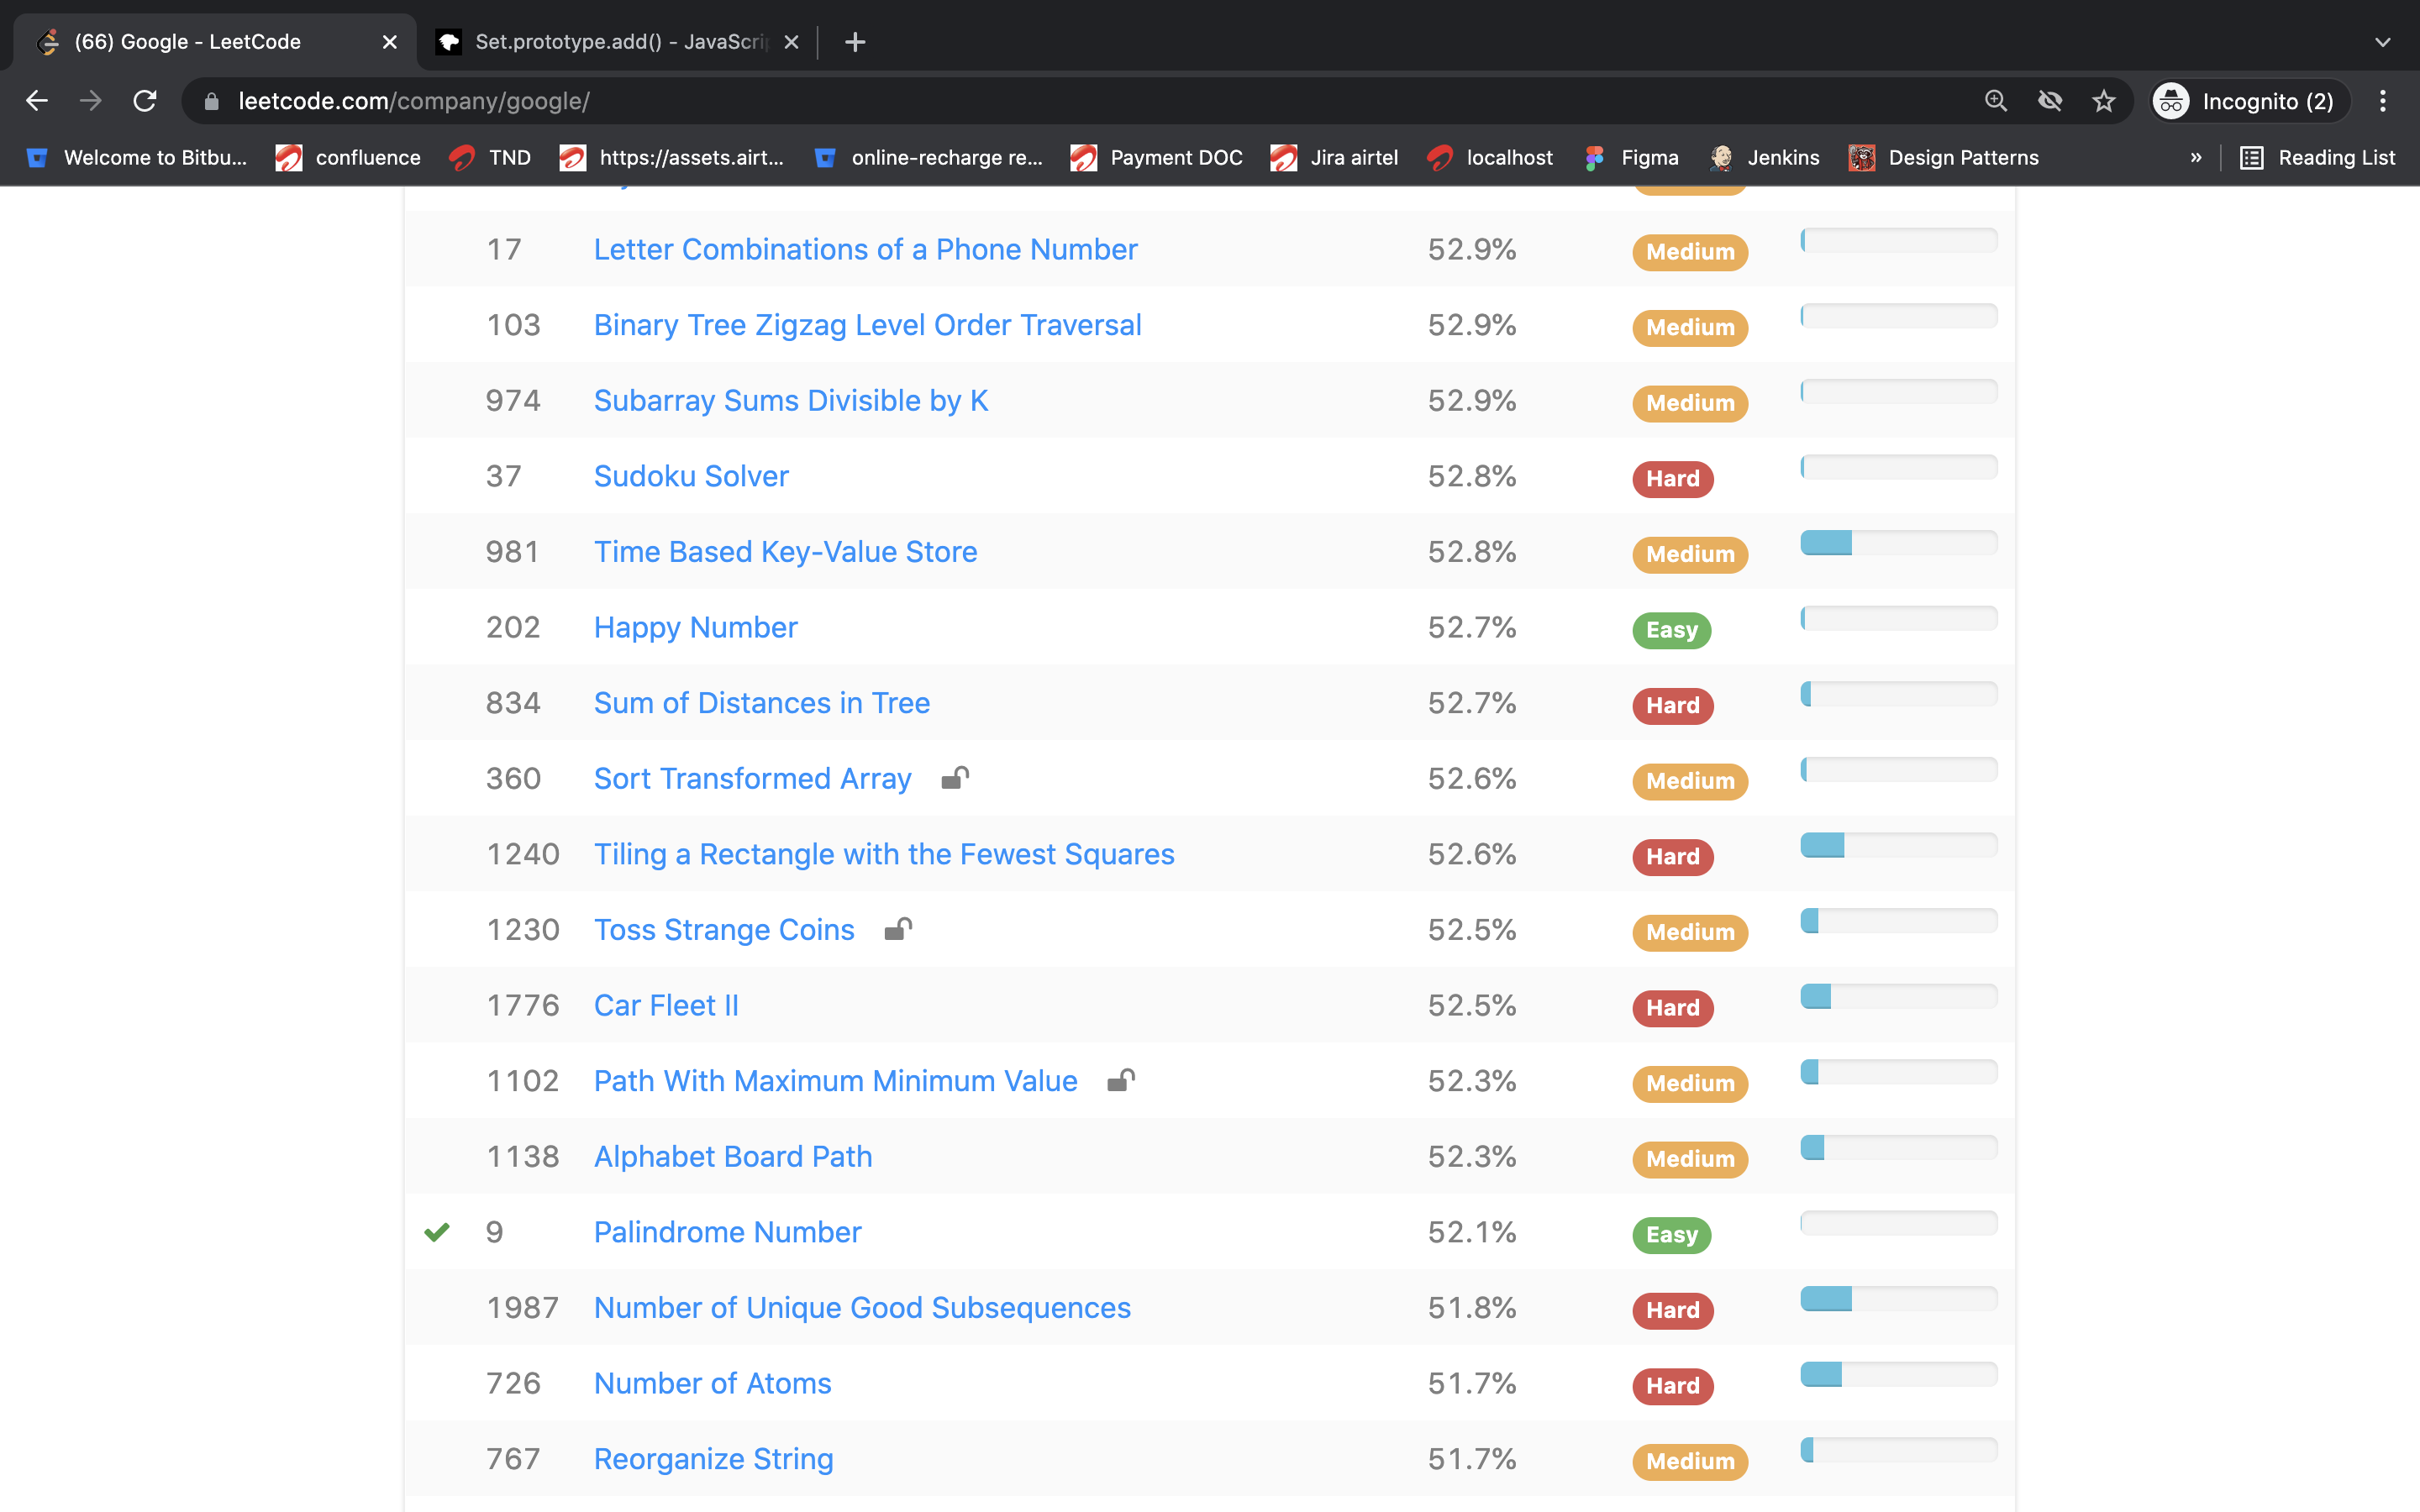 (66) Google - LeetCode
Set.prototype.add() - JavaScri
leetcode.com/company/google/
Incognito (2)
Welcome to Bitbu...
confluence
TND
https://assets.airt...
online-recharge re...
Payment DOC
Jira airtel
localhost
Figma
Jenkins
Design Patterns
»
Reading List
17 Letter Combinations of a Phone Number 52.9% Medium
103 Binary Tree Zigzag Level Order Traversal 52.9% Medium
974 Subarray Sums Divisible by K 52.9% Medium
37 Sudoku Solver 52.8% Hard
981 Time Based Key-Value Store 52.8% Medium
202 Happy Number 52.7% Easy
834 Sum of Distances in Tree 52.7% Hard
360 Sort Transformed Array 52.6% Medium
1240 Tiling a Rectangle with the Fewest Squares 52.6% Hard
1230 Toss Strange Coins 52.5% Medium
1776 Car Fleet II 52.5% Hard
1102 Path With Maximum Minimum Value 52.3% Medium
1138 Alphabet Board Path 52.3% Medium
9 Palindrome Number 52.1% Easy
1987 Number of Unique Good Subsequences 51.8% Hard
726 Number of Atoms 51.7% Hard
767 Reorganize String 51.7% Medium